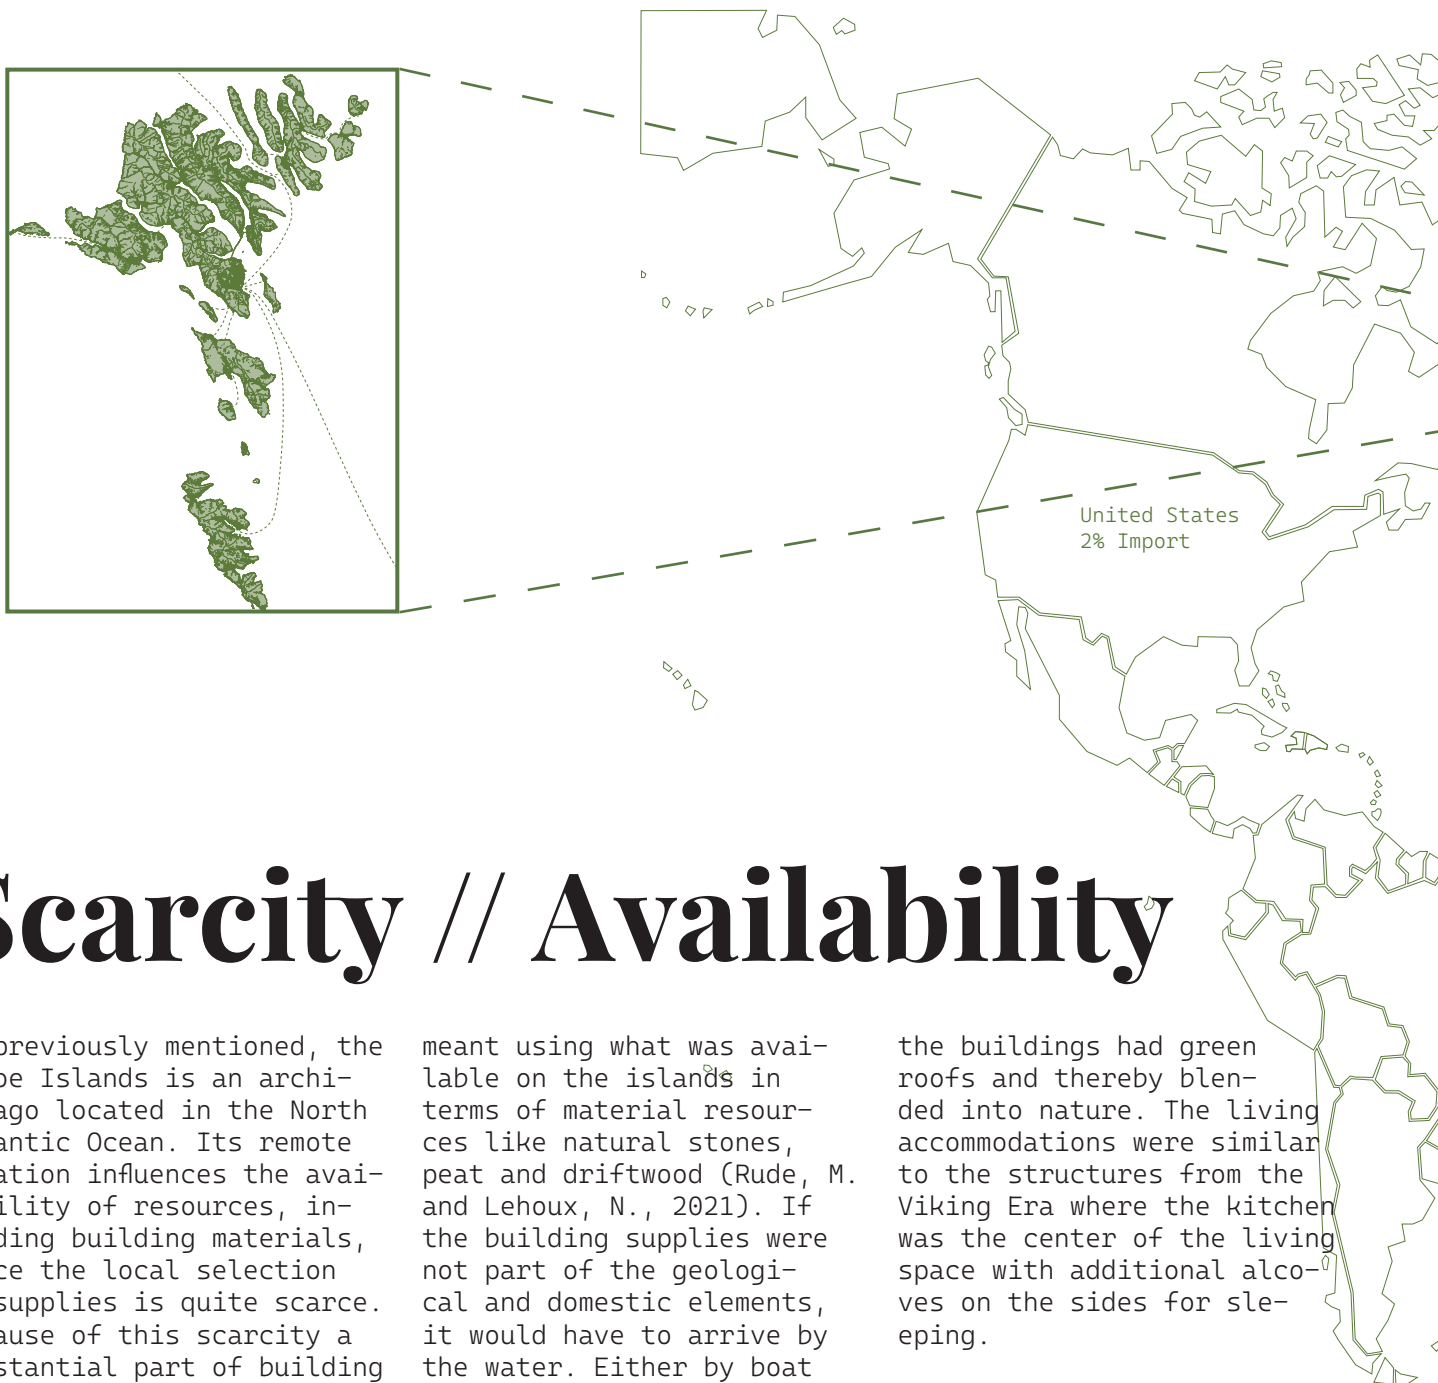 United States
2% Import
Scarcity // Availability
previously mentioned, the
oe Islands is an archi-
ago located in the North
antic Ocean. Its remote
ation influences the avai-
ility of resources, in-
ding building materials,
ce the local selection
supplies is quite scarce.
ause of this scarcity a
stantial part of building
meant using what was avai-
lable on the islands in
terms of material resour-
ces like natural stones,
peat and driftwood (Rude, M.
and Lehoux, N., 2021). If
the building supplies were
not part of the geologi-
cal and domestic elements,
it would have to arrive by
the water. Either by boat
the buildings had green
roofs and thereby blen-
ded into nature. The living
accommodations were similar
to the structures from the
Viking Era where the kitchen
was the center of the living
space with additional alco-
ves on the sides for sle-
eping.